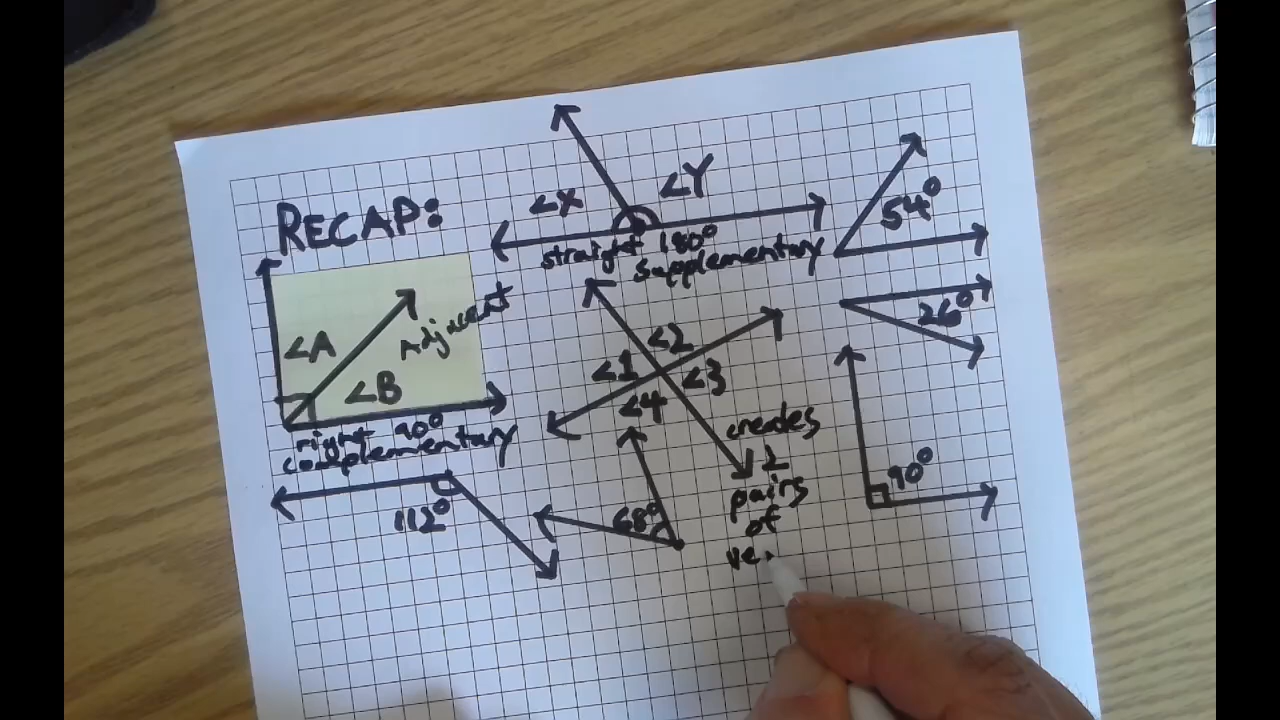 RECAP:
<X
<Y
straight 180°
supplementary
54°
<A
Adjacent
<B
right 90°
complementary
<1
<2
<3
<4
creates
2
pairs
of
ve
26°
90°
112°
68°